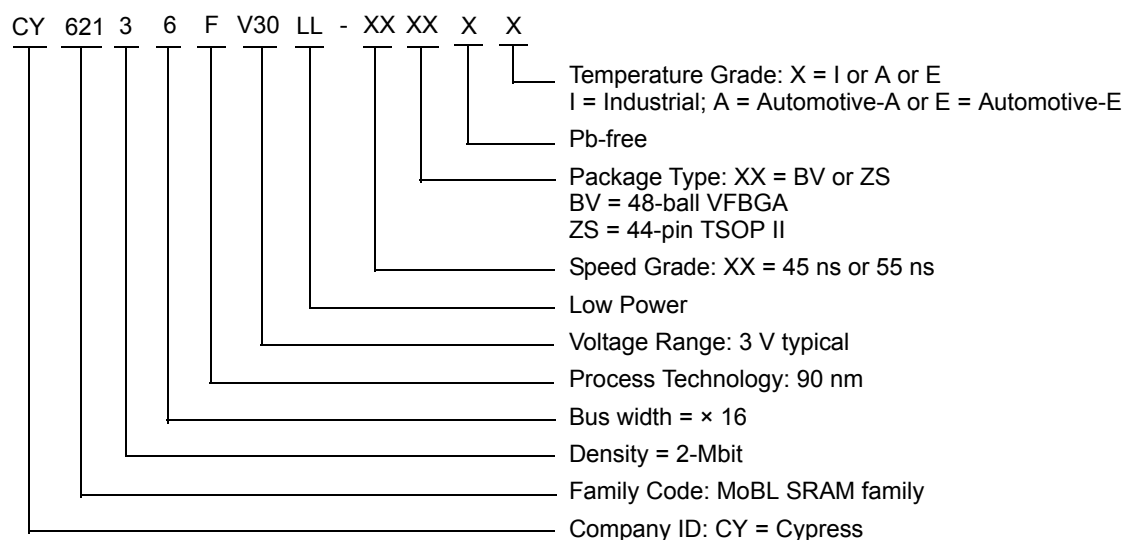 CY 621 3 6 F V30 LL - XX XX X X
Temperature Grade: X = I or A or E
I = Industrial; A = Automotive-A or E = Automotive-E
Pb-free
Package Type: XX = BV or ZS
BV = 48-ball VFBGA
ZS = 44-pin TSOP II
Speed Grade: XX = 45 ns or 55 ns
Low Power
Voltage Range: 3 V typical
Process Technology: 90 nm
Bus width = × 16
Density = 2-Mbit
Family Code: MoBL SRAM family
Company ID: CY = Cypress